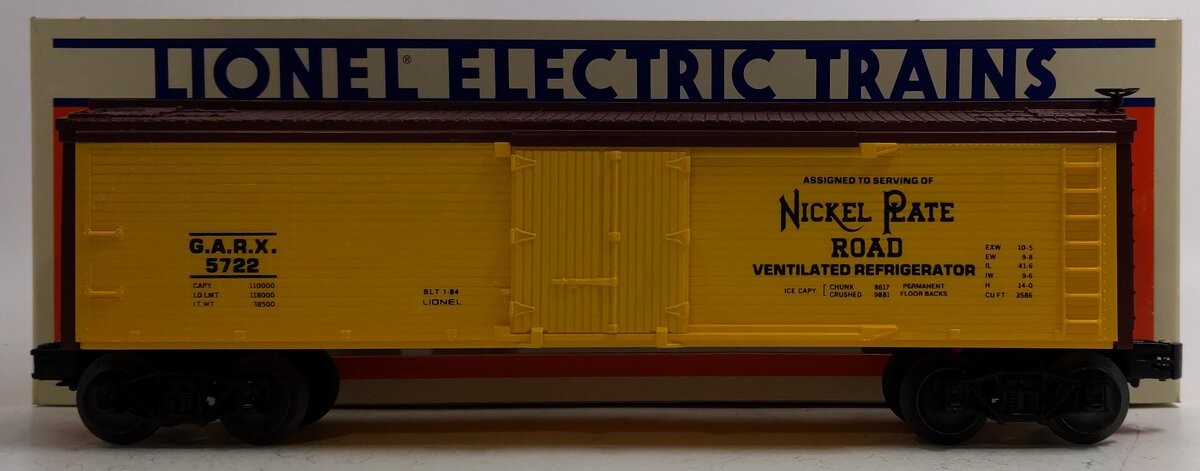 LIONEL® ELECTRIC TRAINS
G.A.R.X.
5722
CAPY 110000
LD LMT 118000
LT. WT 18500
BLT 1-84
LIONEL
ASSIGNED TO SERVING OF
NICKEL PLATE
ROAD
VENTILATED REFRIGERATOR
ICE CAPY [ CHUNK 8617 PERMANENT
CRUSHED 9881 FLOOR BACKS
EXW 10-5
EW 9-8
IL 41-6
IW 9-6
H 14-0
CU FT 3586